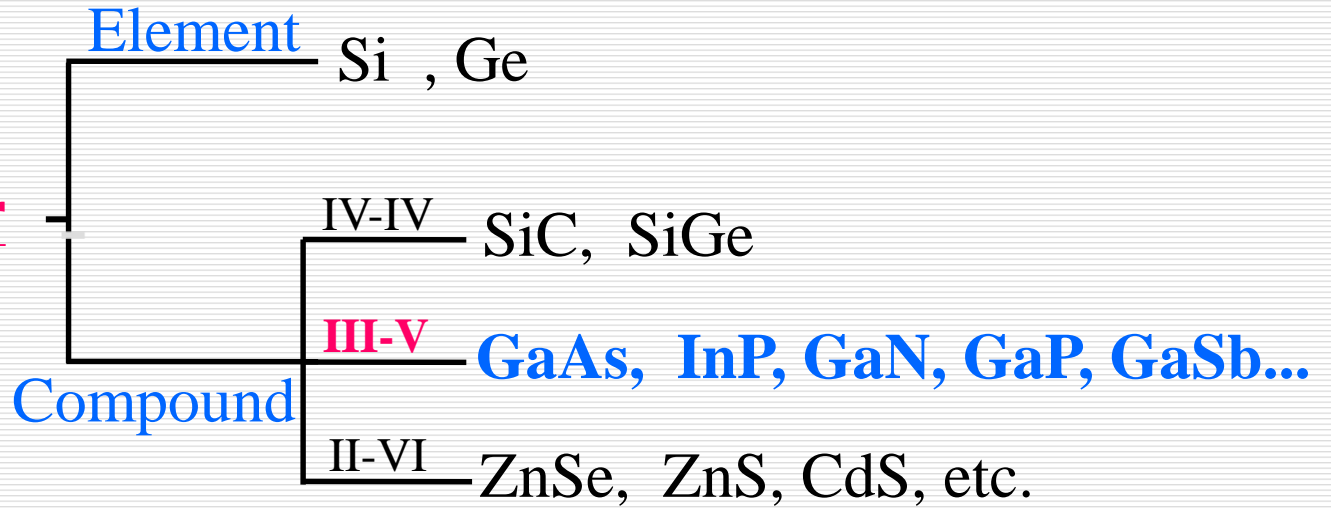 Element
Si , Ge
IV-IV
SiC, SiGe
III-V
GaAs, InP, GaN, GaP, GaSb...
Compound
II-VI
ZnSe, ZnS, CdS, etc.